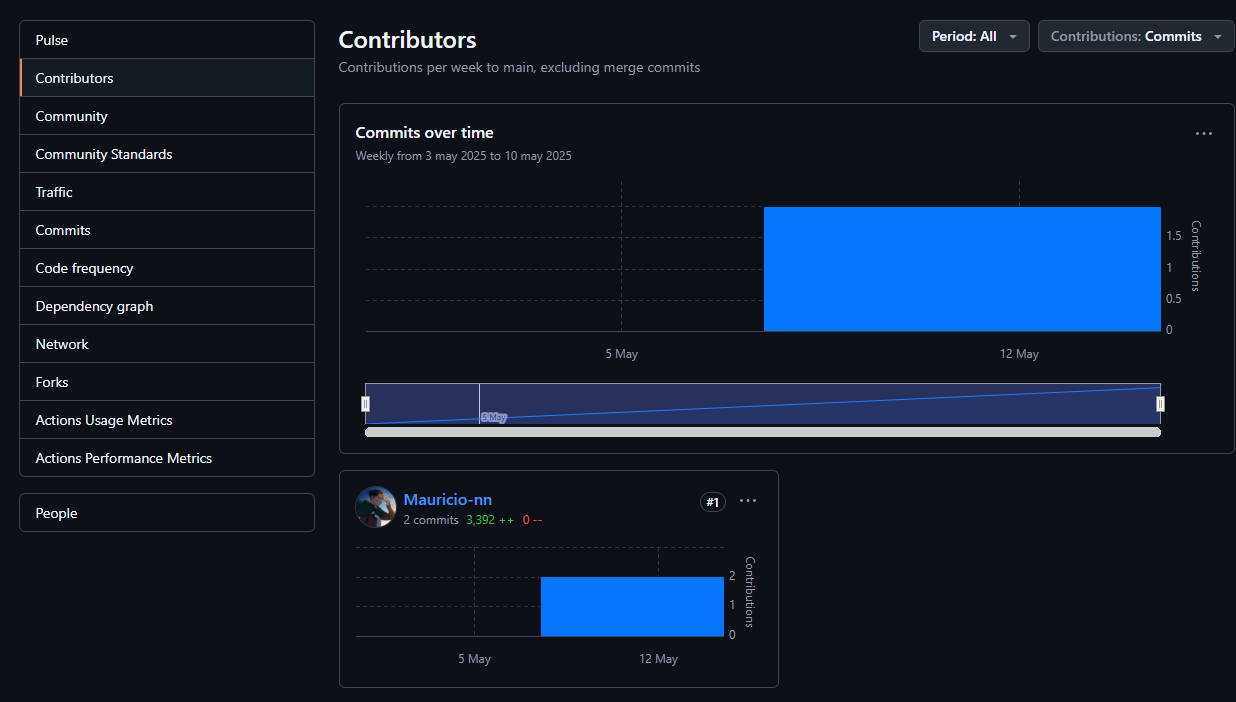 Pulse
Contributors
Community
Community Standards
Traffic
Commits
Code frequency
Dependency graph
Network
Forks
Actions Usage Metrics
Actions Performance Metrics
People
Contributors
Contributions per week to main, excluding merge commits
Period: All
Contributions: Commits
Commits over time
Weekly from 3 may 2025 to 10 may 2025
1.5
1
0.5
0
Contributions
5 May
12 May
5 May
Mauricio-nn
#1
2 commits 3,392 ++ 0 --
2
1
0
Contributions
5 May
12 May